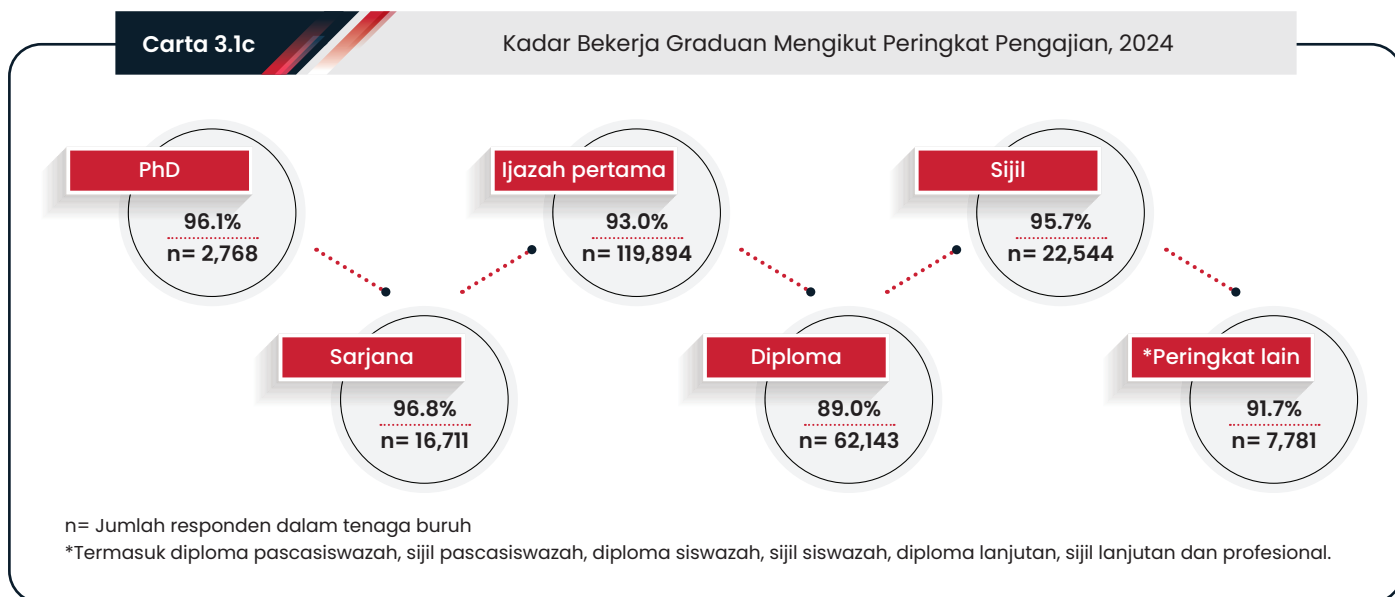 Carta 3.1c
Kadar Bekerja Graduan Mengikut Peringkat Pengajian, 2024
PhD
96.1%
n= 2,768
Sarjana
96.8%
n= 16,711
Ijazah pertama
93.0%
n= 119,894
Diploma
89.0%
n= 62,143
Sijil
95.7%
n= 22,544
*Peringkat lain
91.7%
n= 7,781
n= Jumlah responden dalam tenaga buruh
*Termasuk diploma pascasiswazah, sijil pascasiswazah, diploma siswazah, sijil siswazah, diploma lanjutan, sijil lanjutan dan profesional.